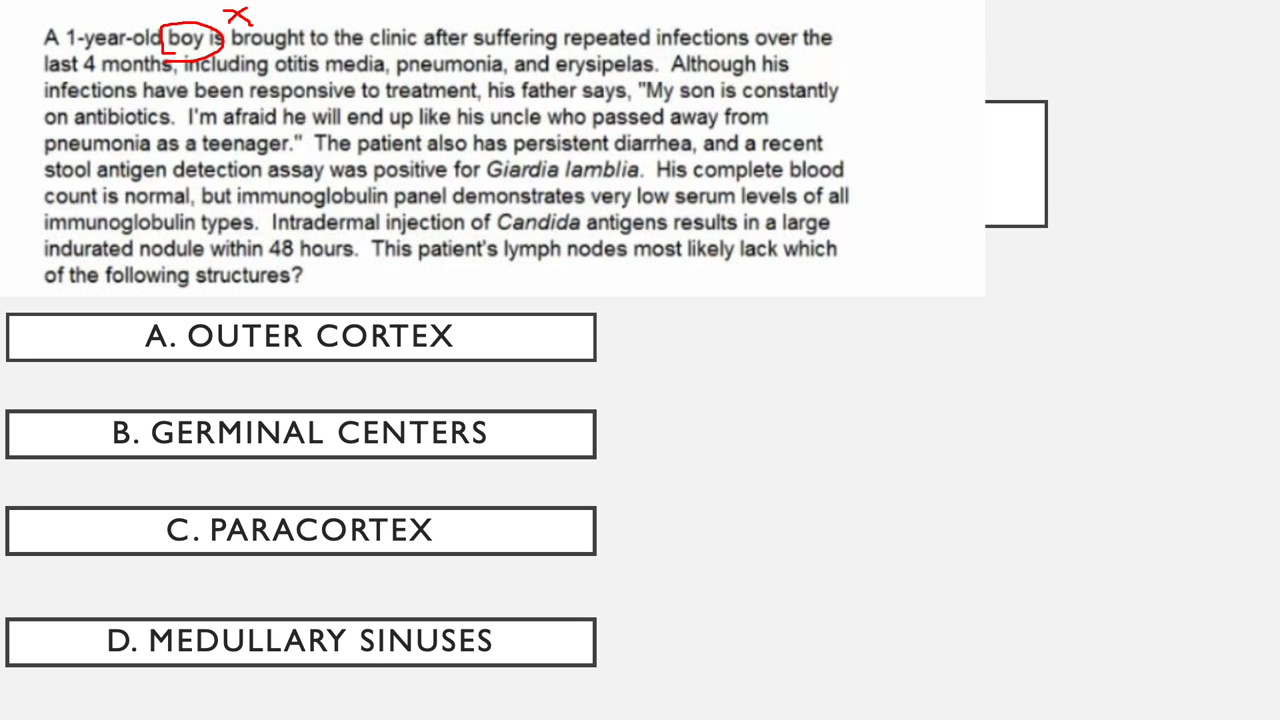 A 1-year-old boy is brought to the clinic after suffering repeated infections over the
last 4 months, including otitis media, pneumonia, and erysipelas. Although his
infections have been responsive to treatment, his father says, "My son is constantly
on antibiotics. I'm afraid he will end up like his uncle who passed away from
pneumonia as a teenager." The patient also has persistent diarrhea, and a recent
stool antigen detection assay was positive for Giardia lamblia. His complete blood
count is normal, but immunoglobulin panel demonstrates very low serum levels of all
immunoglobulin types. Intradermal injection of Candida antigens results in a large
indurated nodule within 48 hours. This patient's lymph nodes most likely lack which
of the following structures?
A. OUTER CORTEX
B. GERMINAL CENTERS
C. PARACORTEX
D. MEDULLARY SINUSES